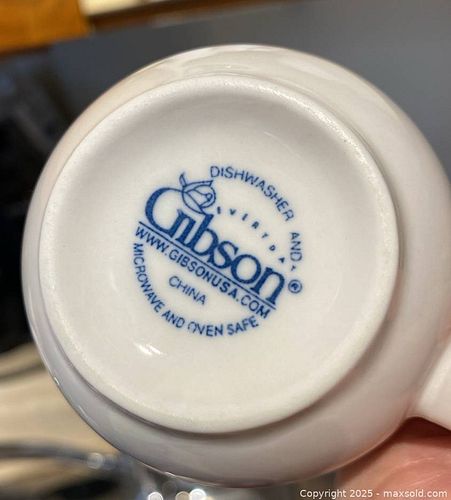 DISHWASHER AND
EVERYDAY
Gibson®
WWW.GIBSONUSA.COM
CHINA
MICROWAVE AND OVEN SAFE
Copyright 2025 - maxsold.com